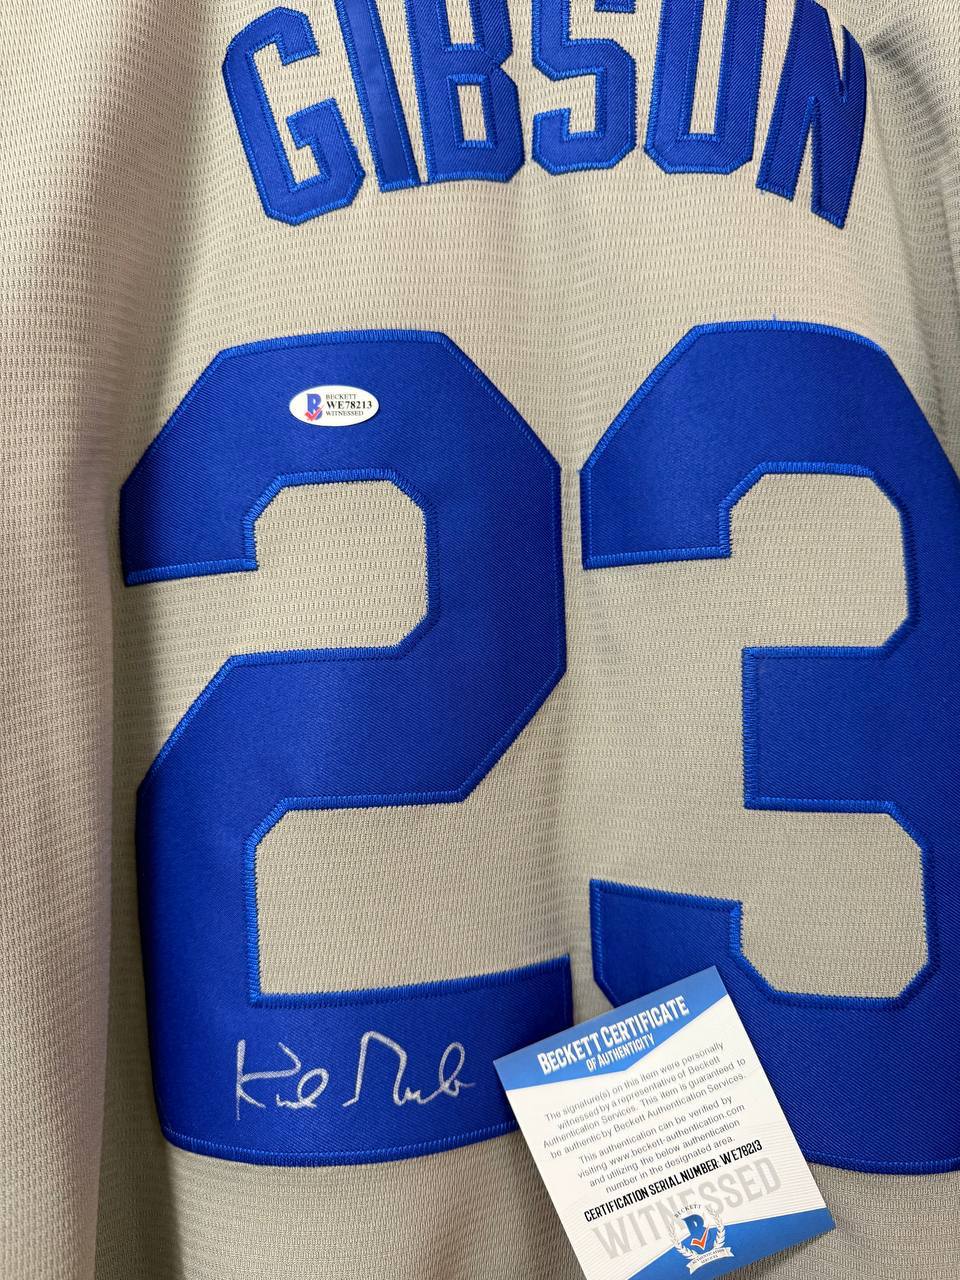 GIBSON
BECKETT
WE78213
WITNESSED
23
BECKETT CERTIFICATE
OF AUTHENTICITY
The signature(s) on this item were personally
witnessed by a representative of Beckett
Authentication Services. This item is guaranteed to
be authentic by Beckett Authentication Services.
This authentication can be verified by
visiting www.beckett-authentication.com
and utilizing the below authentication
number in the designated area.
CERTIFICATION SERIAL NUMBER: WE78213
WITNESSED
BECKETT
B
AUTHENTICATION
SERVICES